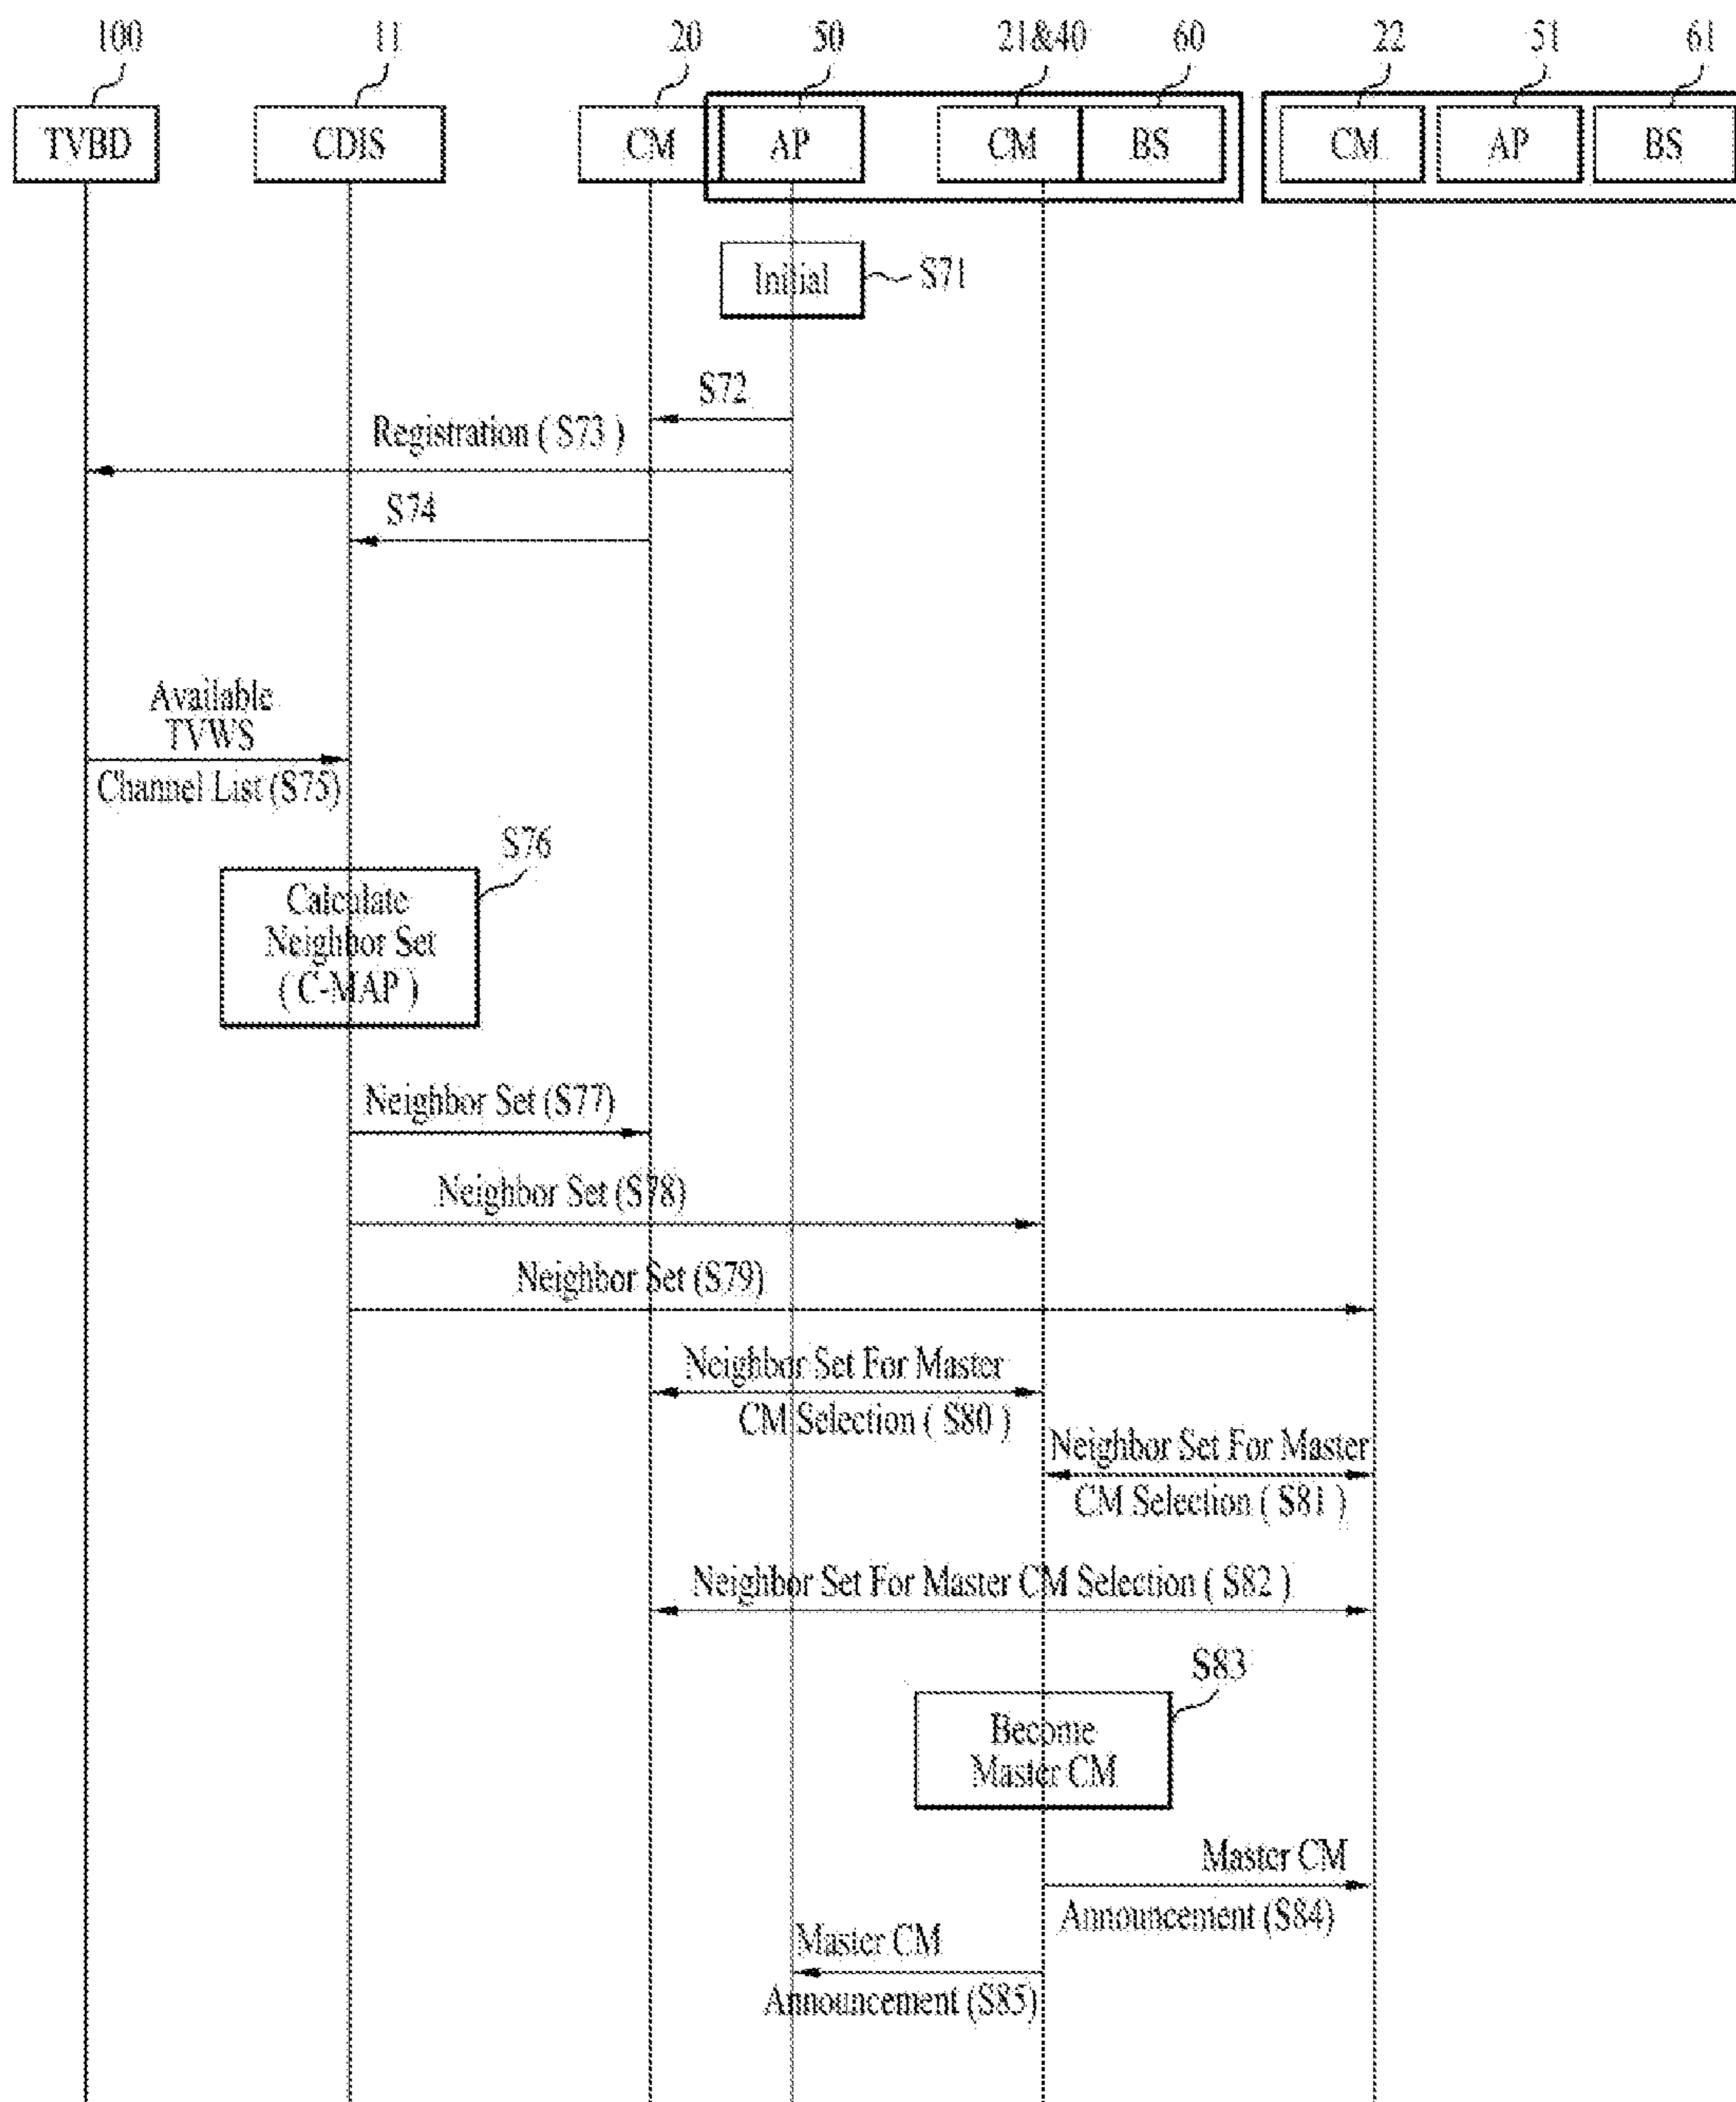 100
11
20
50
21&40
60
22
51
61
TVBD
CDIS
CM
AP
CM
BS
CM
AP
BS
Initial
S71
S72
Registration ( S73 )
S74
Available
TVWS
Channel List (S75)
S76
Calculate
Neighbor Set
( C-MAP )
Neighbor Set (S77)
Neighbor Set (S78)
Neighbor Set (S79)
Neighbor Set For Master
CM Selection ( S80 )
Neighbor Set For Master
CM Selection ( S81 )
Neighbor Set For Master CM Selection ( S82 )
S83
Become
Master CM
Master CM
Announcement (S84)
Master CM
Announcement (S85)